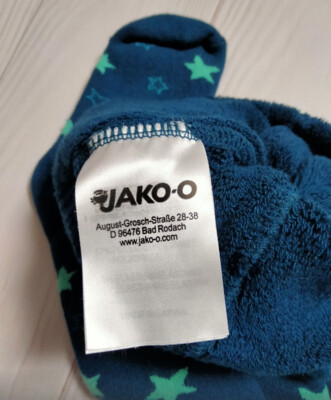 JAKO-O
August-Grosch-Straße 28-38
D 96476 Bad Rodach
www.jako-o.com